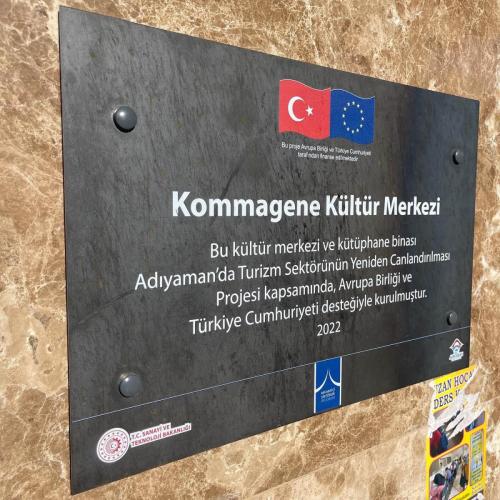 Bu proje Avrupa Birliği ve Türkiye Cumhuriyeti
tarafından finanse edilmektedir
Kommagene Kültür Merkezi
Bu kültür merkezi ve kütüphane binası
Adıyaman'da Turizm Sektörünün Yeniden Canlandırılması
Projesi kapsamında, Avrupa Birliği ve
Türkiye Cumhuriyeti desteğiyle kurulmuştur.
2022
T.C. SANAYİ VE
TEKNOLOJİ BAKANLIĞI
UZAN HOCA
DERS